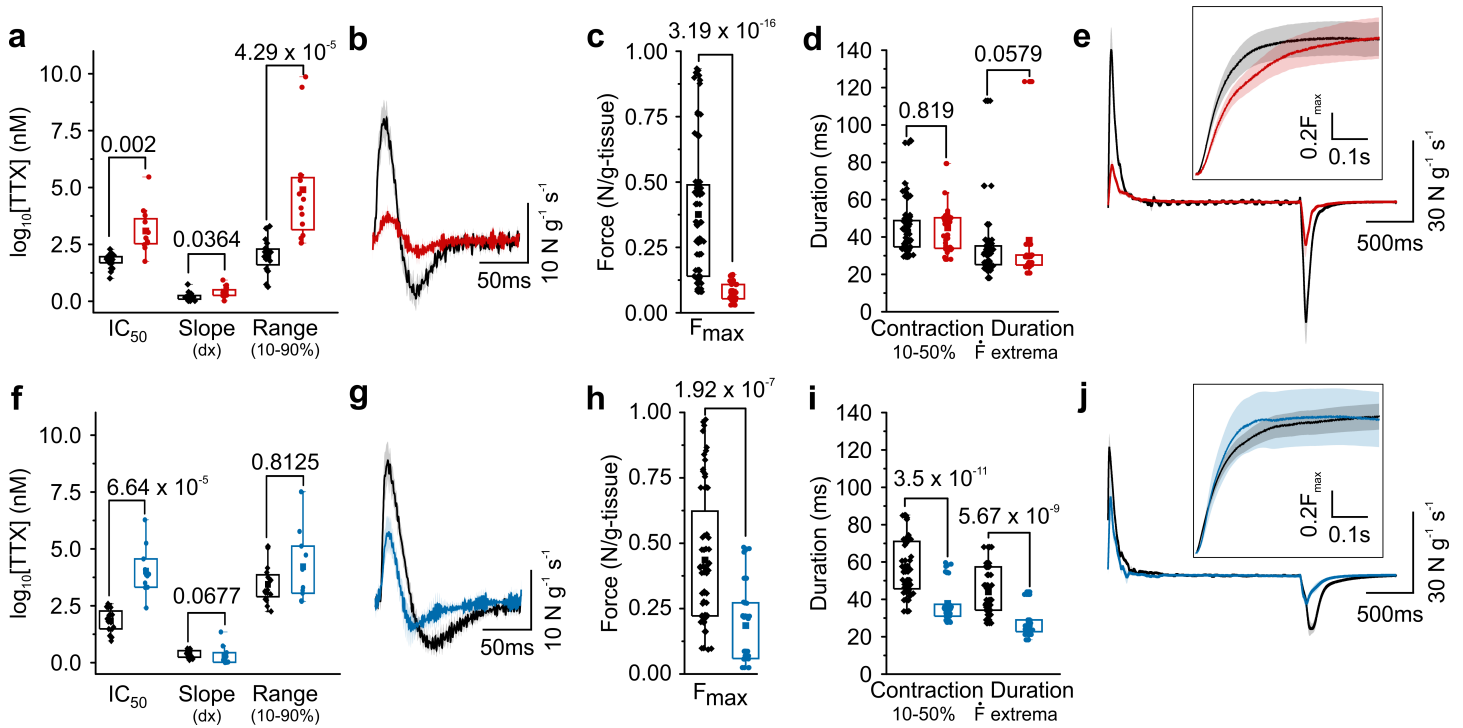 a
log10[TTX] (nM)
10.0
7.5
5.0
2.5
0.0
0.002
0.0364
4.29 x 10-5
IC50
Slope
(dx)
Range
(10-90%)
b
50ms
10 N g-1 s-1
c
Force (N/g-tissue)
1.00
0.75
0.50
0.25
0.00
3.19 x 10-16
Fmax
d
Duration (ms)
140
120
100
80
60
40
20
0
0.819
0.0579
Contraction Duration
10-50%
Ḟ extrema
e
0.2Fmax
0.1s
30 N g-1 s-1
500ms
f
log10[TTX] (nM)
10.0
7.5
5.0
2.5
0.0
6.64 x 10-5
0.0677
0.8125
IC50
Slope
(dx)
Range
(10-90%)
g
50ms
10 N g-1 s-1
h
Force (N/g-tissue)
1.00
0.75
0.50
0.25
0.00
1.92 x 10-7
Fmax
i
Duration (ms)
140
120
100
80
60
40
20
0
3.5 x 10-11
5.67 x 10-9
Contraction Duration
10-50%
Ḟ extrema
j
0.2Fmax
0.1s
30 N g-1 s-1
500ms